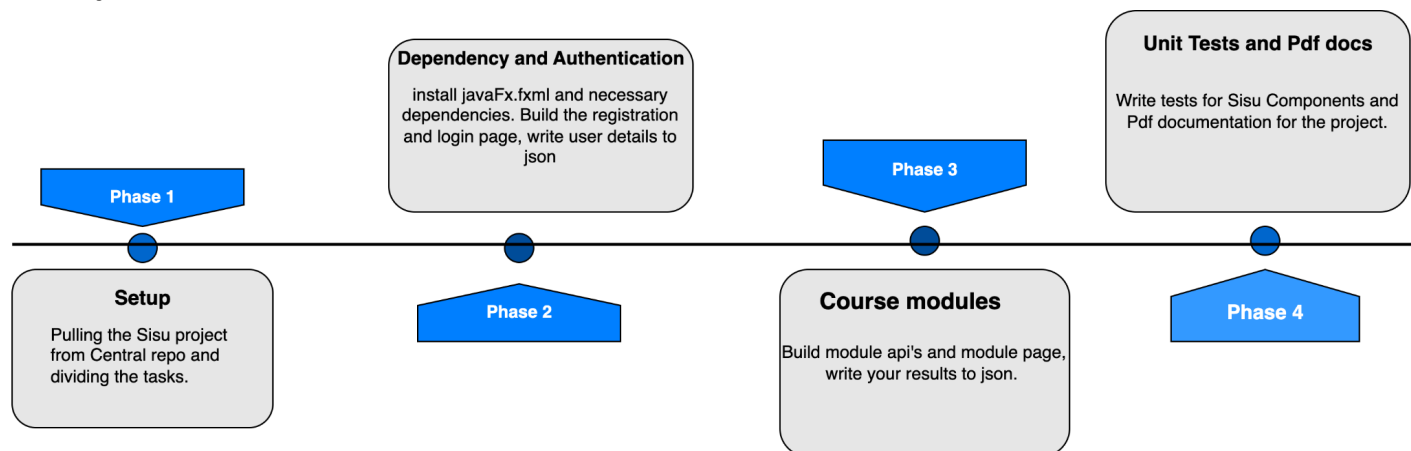 Phase 1
Setup
Pulling the Sisu project
from Central repo and
dividing the tasks.
Dependency and Authentication
install javaFx.fxml and necessary
dependencies. Build the registration
and login page, write user details to
json
Phase 2
Phase 3
Course modules
Build module api's and module page,
write your results to json.
Unit Tests and Pdf docs
Write tests for Sisu Components and
Pdf documentation for the project.
Phase 4